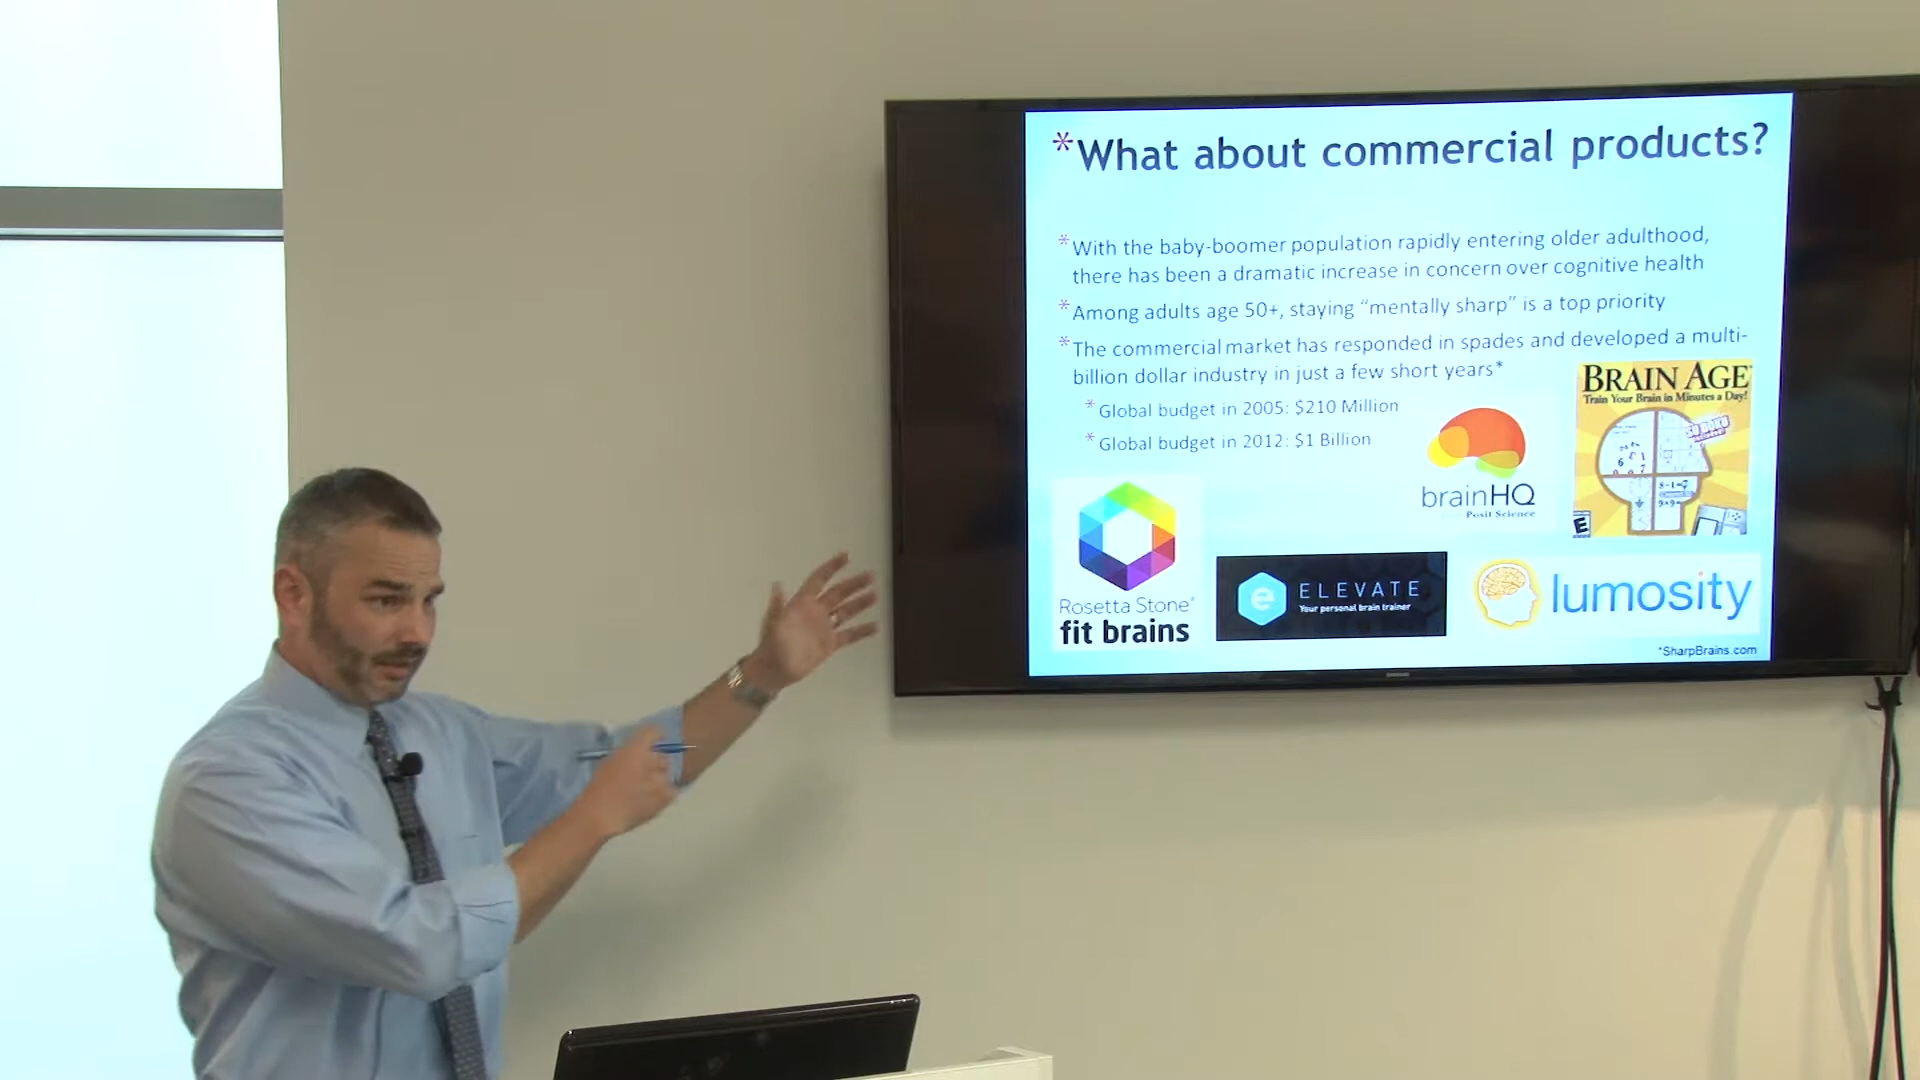 *What about commercial products?
*With the baby-boomer population rapidly entering older adulthood,
there has been a dramatic increase in concern over cognitive health
*Among adults age 50+, staying “mentally sharp” is a top priority
*The commercial market has responded in spades and developed a multi-
billion dollar industry in just a few short years*
*Global budget in 2005: $210 Million
*Global budget in 2012: $1 Billion
BRAIN AGE
Train Your Brain in Minutes a Day!
brainHQ
Posit Science
E
Rosetta Stone®
fit brains
e
ELEVATE
Your personal brain trainer
lumosity
*SharpBrains.com